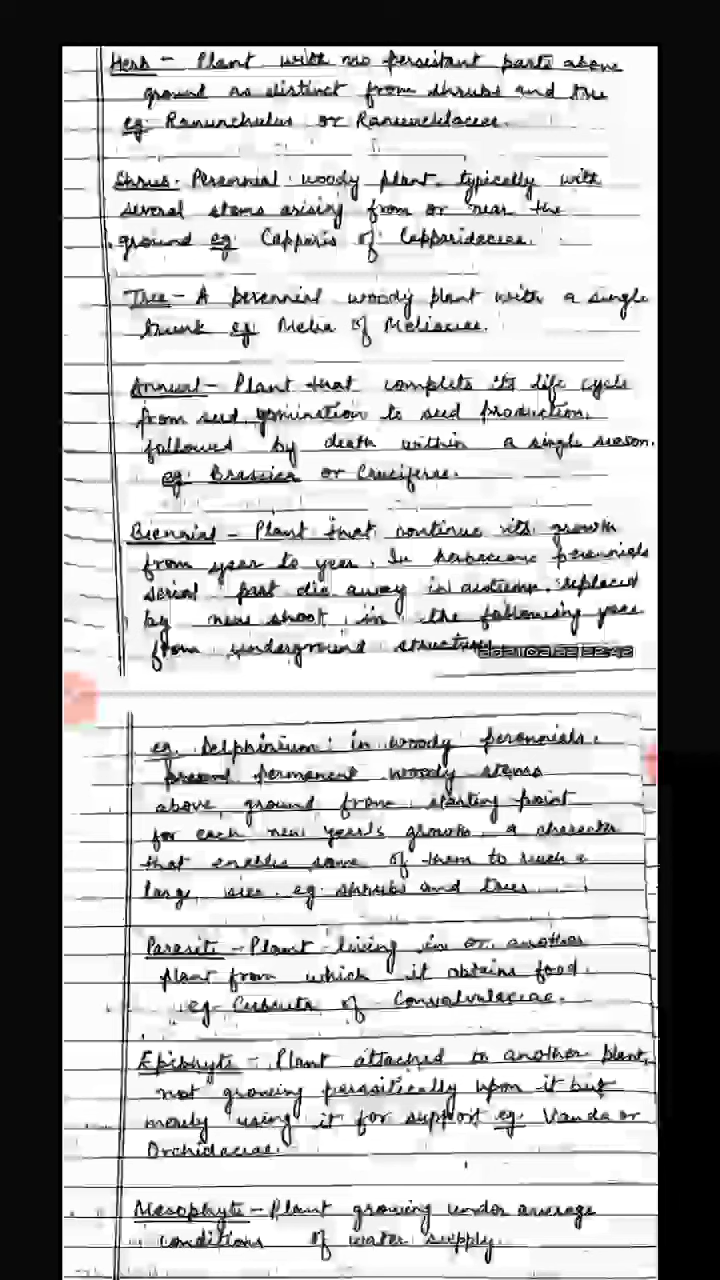 Herb - Plant with no persistant parts above
ground as distinct from shrubs and tree
eg Ranunchulus or Ranunculaceae.
Shrub. Perennial woody plant typically with
several stems arising from or near the
ground eg: Capparis of Capparidaceae.
Tree - A perennial woody plant with a single
trunk eg. Melia of Meliaceae.
Annual - Plant that complete its life cycle
from seed germination to seed production,
followed by death within a single season.
eg: Brassica or Cruciferae.
Biennial - Plant that continue its growth
from year to year. In perennials
aerial part die away in autumn, replaced
by new shoot in the following year
from underground structure
eg. Delphinium; in woody perennials.
permanent woody stems
above ground from starting point
for each new year's growth, a character
that enables some of them to reach a
large size. eg shrubs and trees
Parasite - Plant living in or another
plant from which it obtains food.
eg Cuscuta of Convolvulaceae.
Epiphyte - Plant attached to another plant,
not growing parasitically upon it but
merely using it for support eg. Vanda or
Orchidaceae.
Mesophyte - Plant growing under average
conditions of water supply.